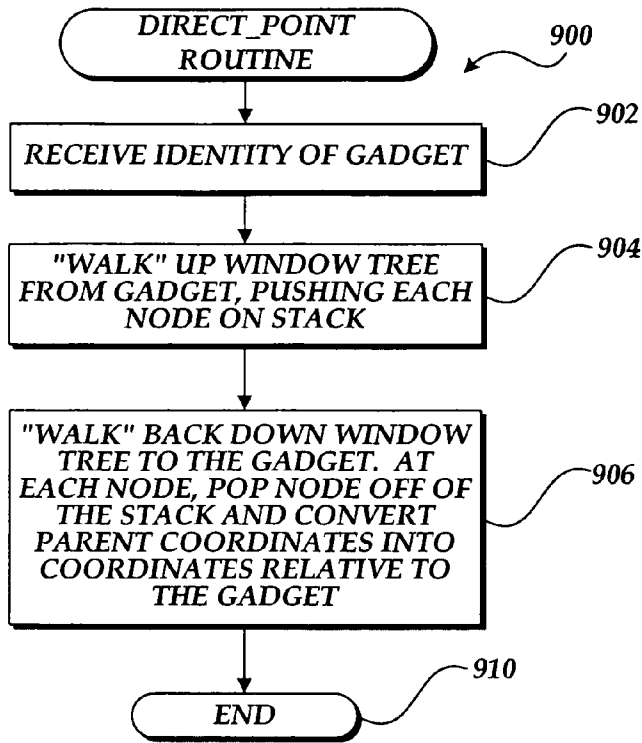 DIRECT_POINT
ROUTINE
900
RECEIVE IDENTITY OF GADGET
902
"WALK" UP WINDOW TREE
FROM GADGET, PUSHING EACH
NODE ON STACK
904
"WALK" BACK DOWN WINDOW
TREE TO THE GADGET. AT
EACH NODE, POP NODE OFF OF
THE STACK AND CONVERT
PARENT COORDINATES INTO
COORDINATES RELATIVE TO
THE GADGET
906
END
910